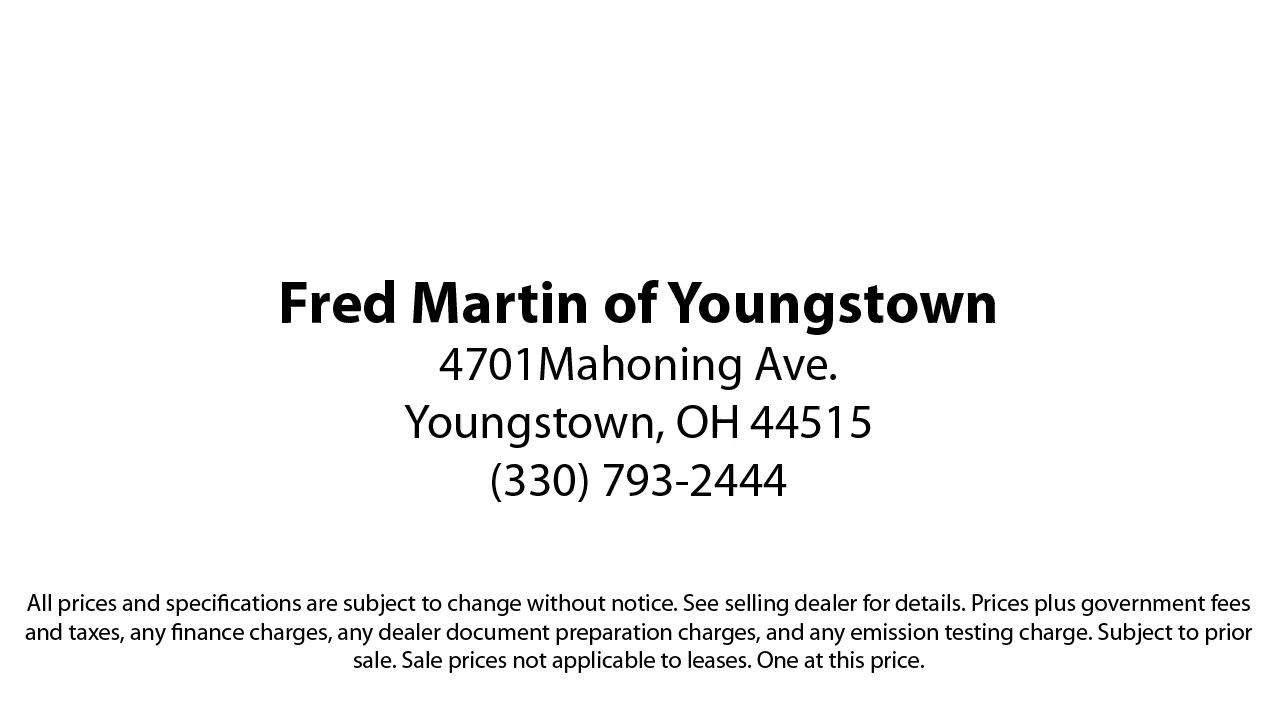 Fred Martin of Youngstown
4701Mahoning Ave.
Youngstown, OH 44515
(330) 793-2444
All prices and specifications are subject to change without notice. See selling dealer for details. Prices plus government fees
and taxes, any finance charges, any dealer document preparation charges, and any emission testing charge. Subject to prior
sale. Sale prices not applicable to leases. One at this price.